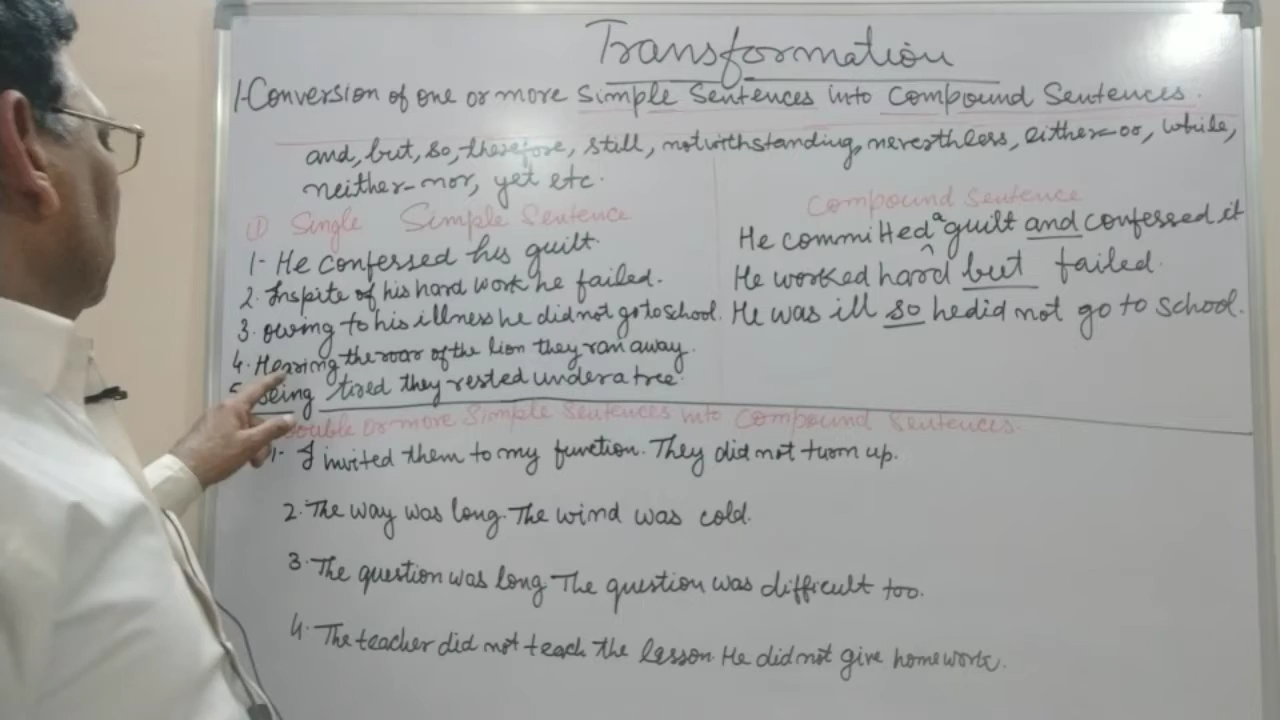 Transformation
1-Conversion of one or more Simple Sentences into Compound Sentences.
and, but, so, therefore, still, notwithstanding, neverthless, either-or, while,
neither-nor, yet etc.
① Single Simple Sentence
1- He confessed his guilt.
2. Inspite of his hard work he failed.
3. owing to his illness he did not go to school.
4. Hearing the roar of the lion they ran away.
5. Being tired they rested under a tree.
Compound Sentence
He committed a guilt and confessed it
He worked hard but failed.
He was ill so he did not go to school.
Double or more Simple Sentences into Compound Sentences.
1- I invited them to my function. They did not turn up.
2. The way was long. The wind was cold.
3. The question was long The question was difficult too.
4. The teacher did not teach the lesson. He did not give homework.